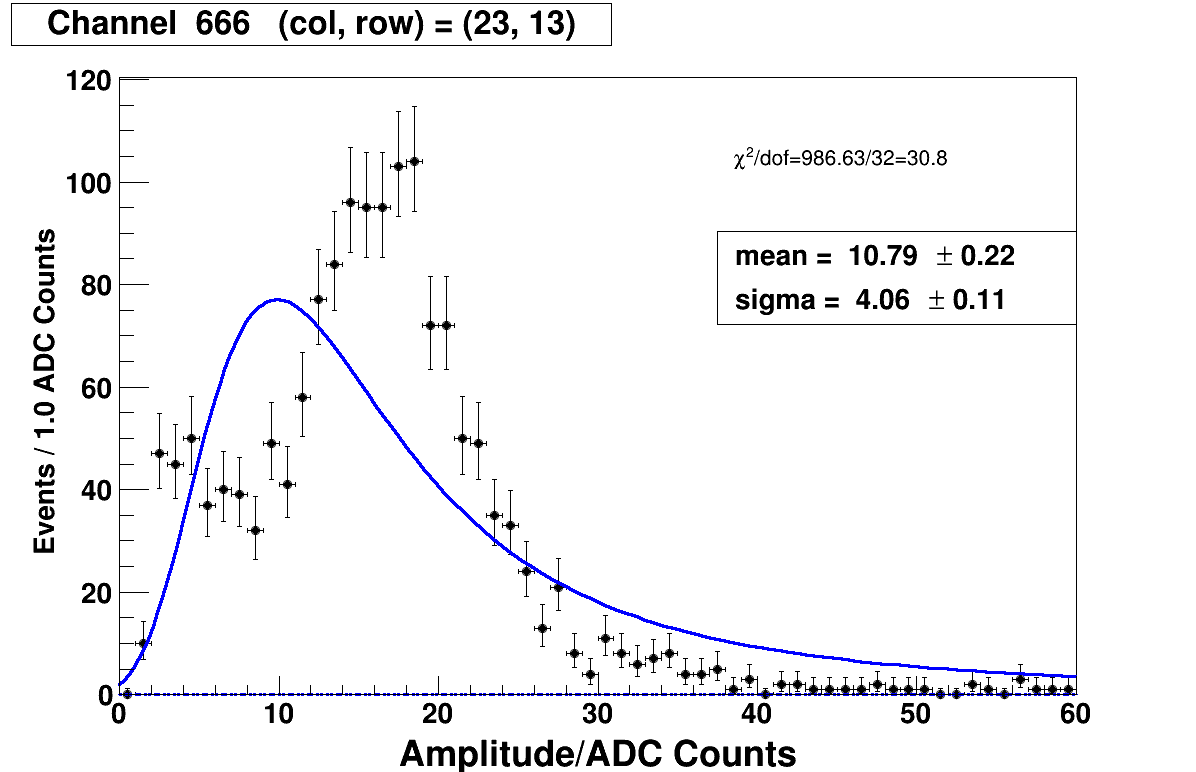 Channel 666 (col, row) = (23, 13)
120
100
80
60
40
20
0
Events / 1.0 ADC Counts
χ²/dof=986.63/32=30.8
mean = 10.79 ± 0.22
sigma = 4.06 ± 0.11
0 10 20 30 40 50 60
Amplitude/ADC Counts